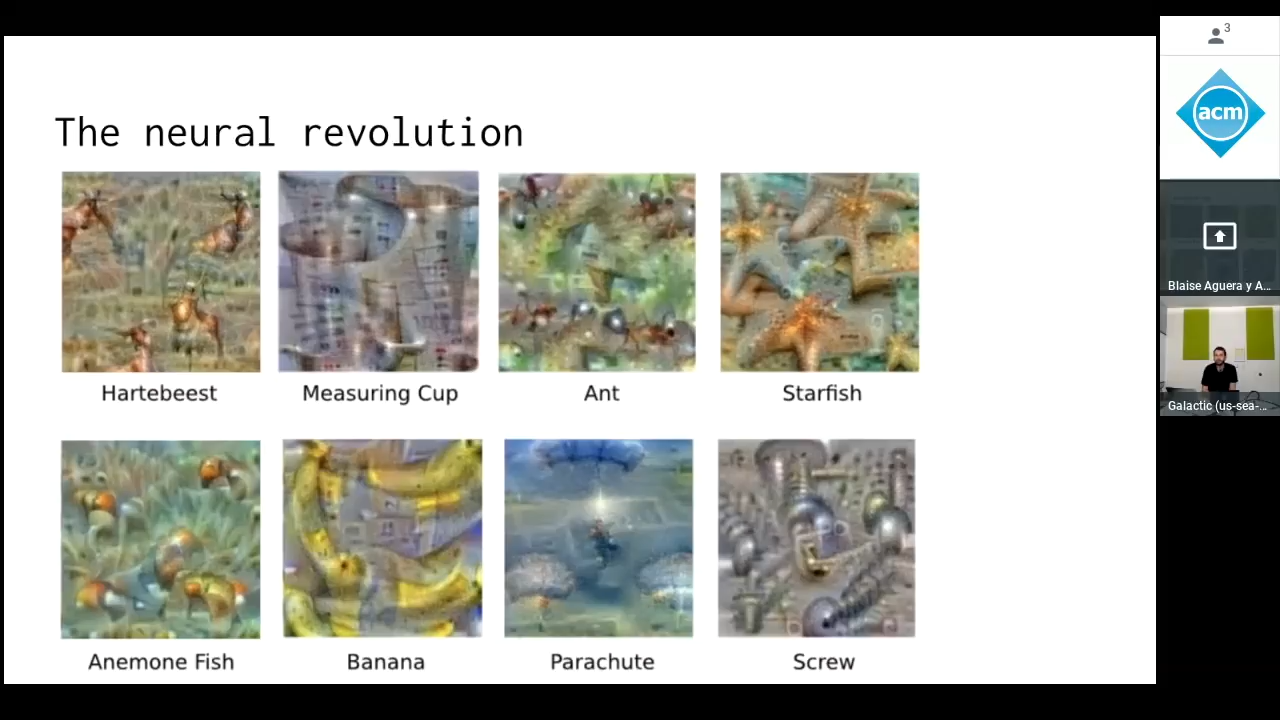 The neural revolution
Hartebeest
Measuring Cup
Ant
Starfish
Anemone Fish
Banana
Parachute
Screw
3
acm
Blaise Aguera y A...
Galactic (us-sea-...